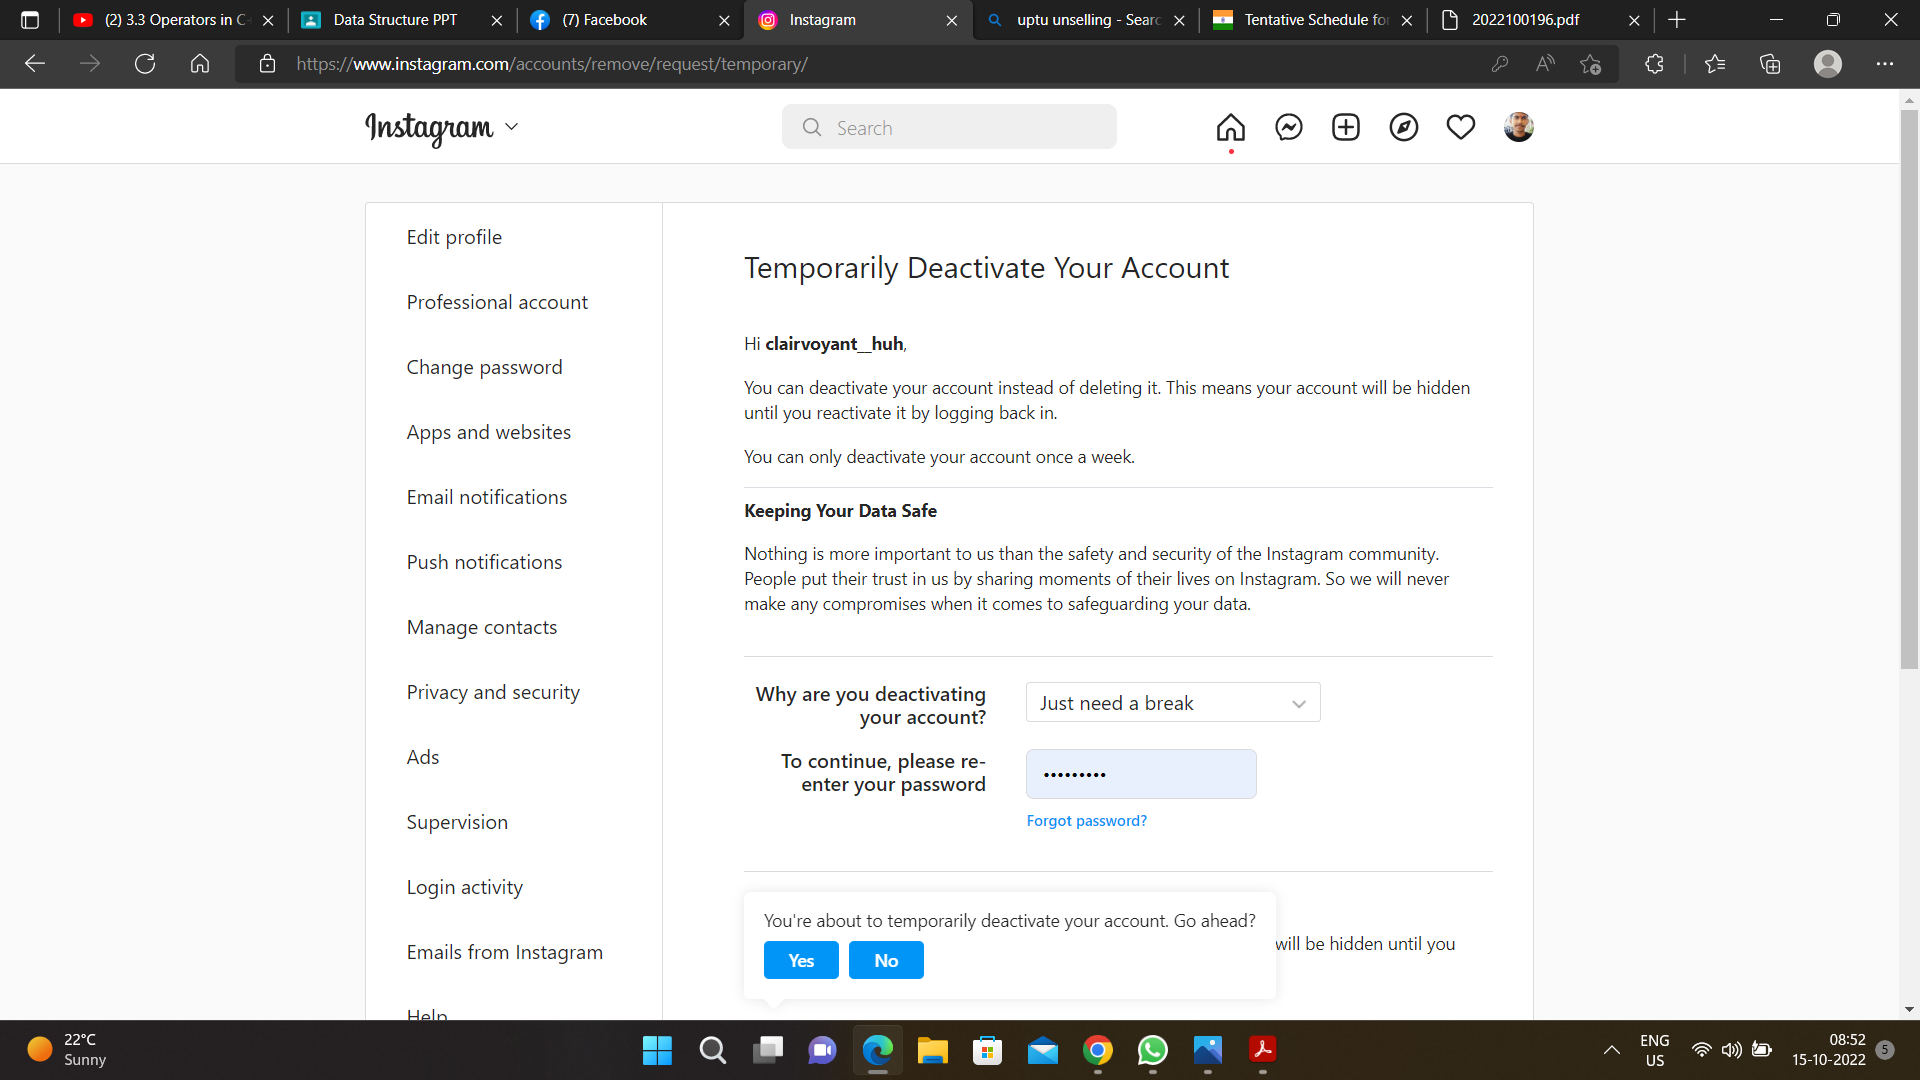 (2) 3.3 Operators in C
Data Structure PPT
(7) Facebook
Instagram
uptu unselling - Searc
Tentative Schedule for
2022100196.pdf
https://www.instagram.com/accounts/remove/request/temporary/
Instagram
Search
Edit profile
Professional account
Change password
Apps and websites
Email notifications
Push notifications
Manage contacts
Privacy and security
Ads
Supervision
Login activity
Emails from Instagram
Help
Temporarily Deactivate Your Account
Hi clairvoyant__huh,
You can deactivate your account instead of deleting it. This means your account will be hidden
until you reactivate it by logging back in.
You can only deactivate your account once a week.
Keeping Your Data Safe
Nothing is more important to us than the safety and security of the Instagram community.
People put their trust in us by sharing moments of their lives on Instagram. So we will never
make any compromises when it comes to safeguarding your data.
Why are you deactivating
your account?
Just need a break
To continue, please re-
enter your password
•••••••••
Forgot password?
You're about to temporarily deactivate your account. Go ahead?
Yes No
will be hidden until you
22°C
Sunny
ENG
US
08:52
15-10-2022
5